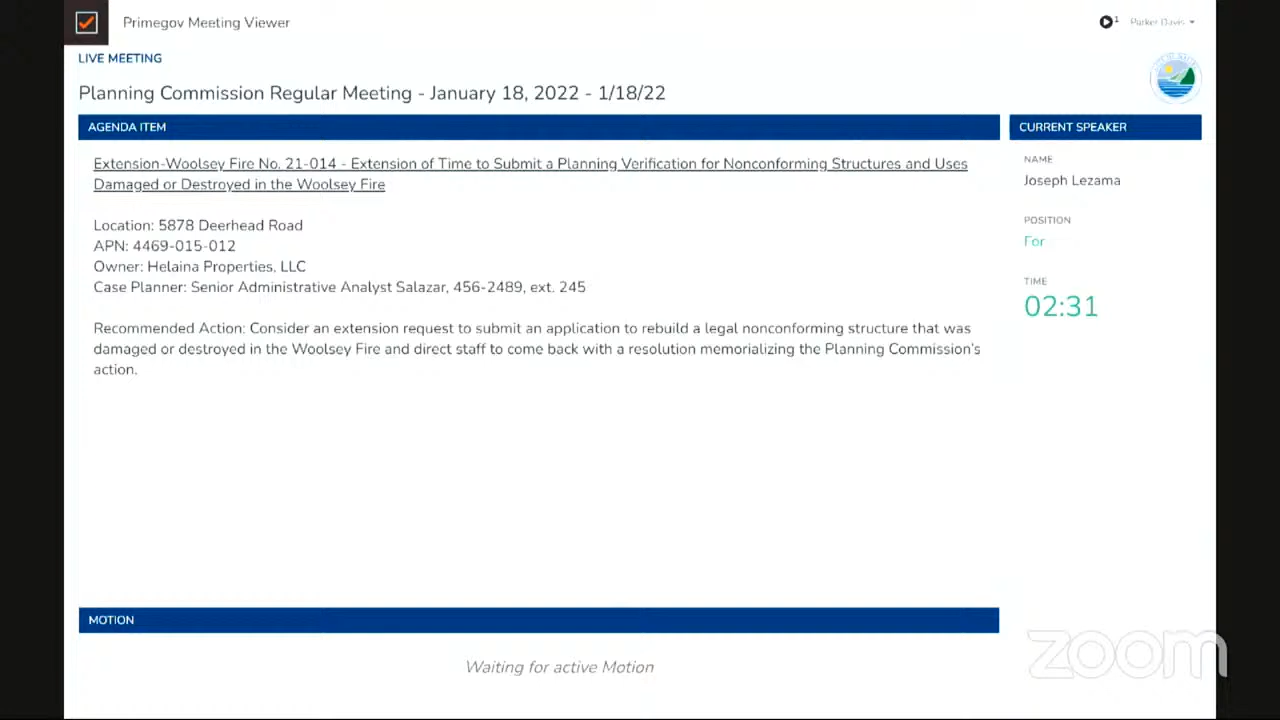 Primegov Meeting Viewer
1
Parker Davis
LIVE MEETING
Planning Commission Regular Meeting - January 18, 2022 - 1/18/22
AGENDA ITEM
Extension-Woolsey Fire No. 21-014 - Extension of Time to Submit a Planning Verification for Nonconforming Structures and Uses
Damaged or Destroyed in the Woolsey Fire
Location: 5878 Deerhead Road
APN: 4469-015-012
Owner: Helaina Properties, LLC
Case Planner: Senior Administrative Analyst Salazar, 456-2489, ext. 245
Recommended Action: Consider an extension request to submit an application to rebuild a legal nonconforming structure that was
damaged or destroyed in the Woolsey Fire and direct staff to come back with a resolution memorializing the Planning Commission's
action.
CURRENT SPEAKER
NAME
Joseph Lezama
POSITION
For
TIME
02:31
MOTION
Waiting for active Motion
zoom